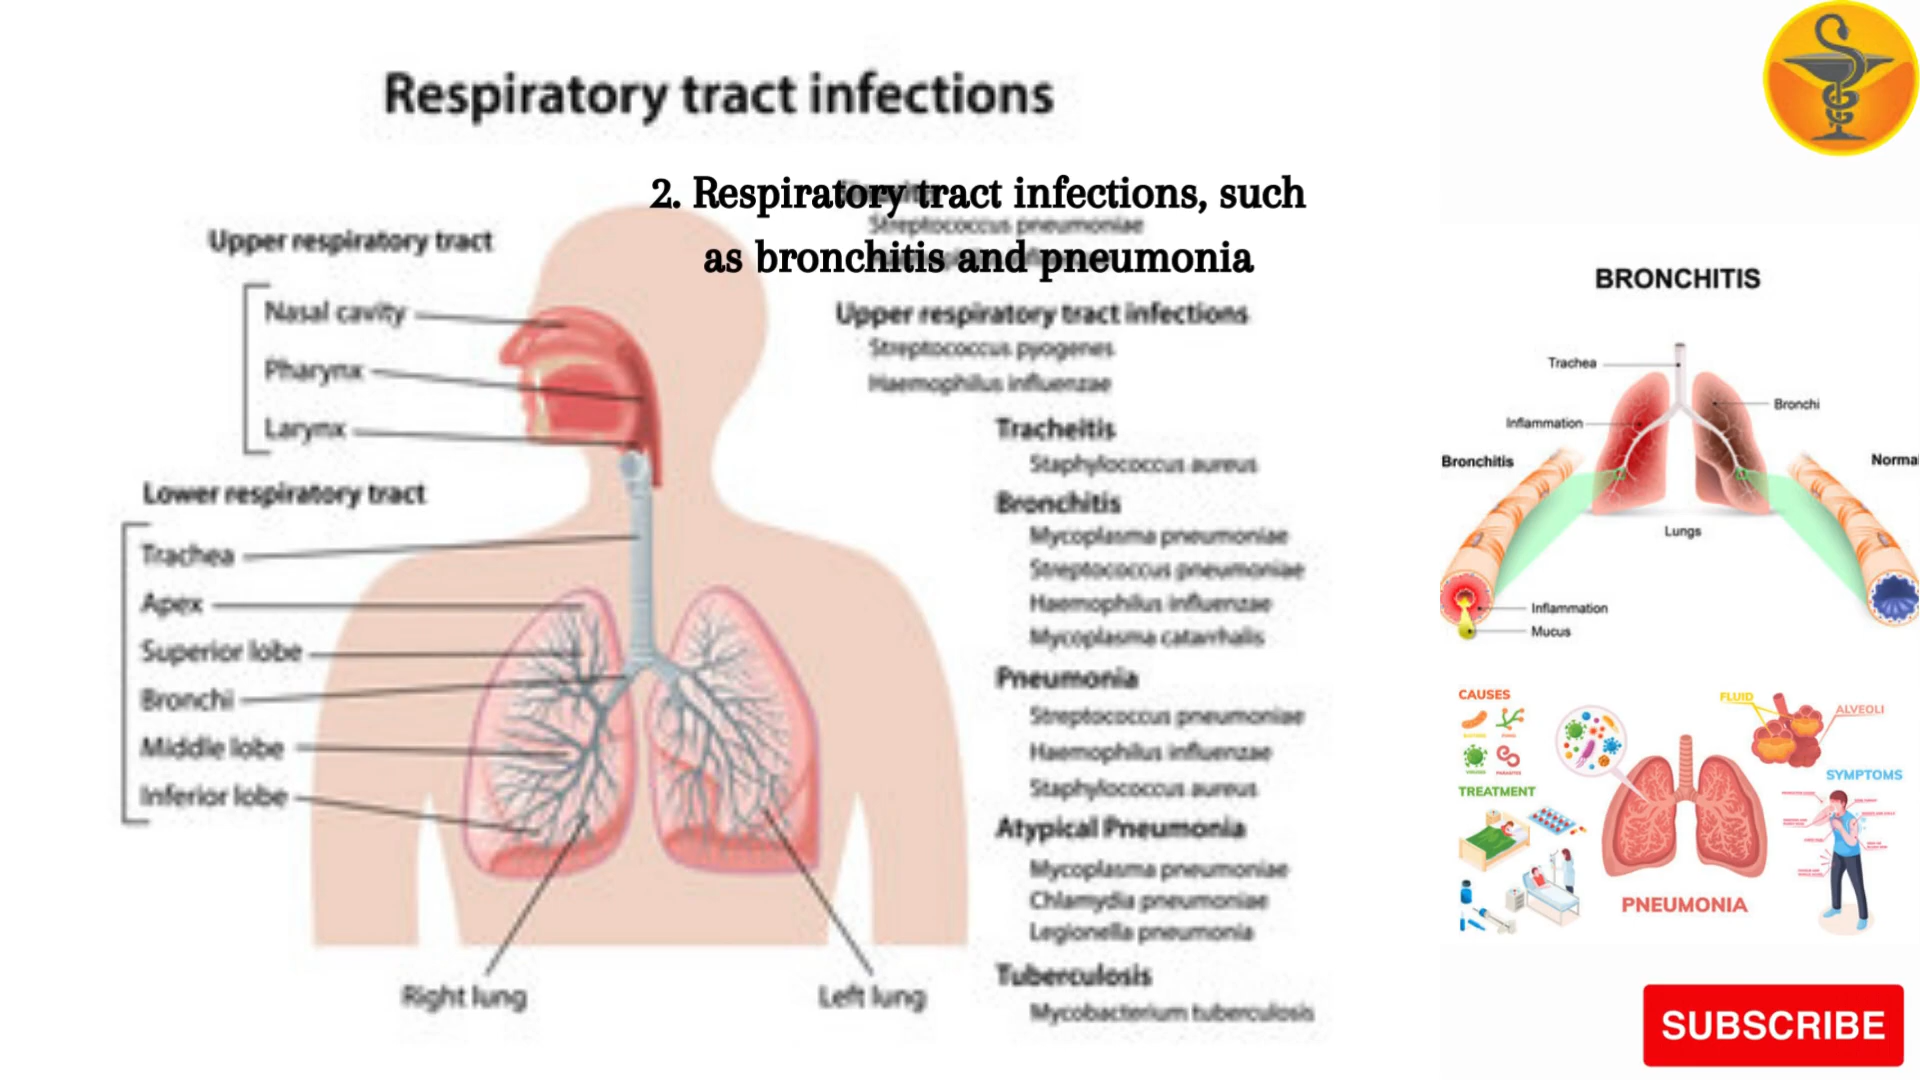 Respiratory tract infections
2. Respiratory tract infections, such
as bronchitis and pneumonia
Streptococcus pneumoniae
Upper respiratory tract
Nasal cavity
Pharynx
Larynx
Lower respiratory tract
Trachea
Apex
Superior lobe
Bronchi
Middle lobe
Inferior lobe
Right lung
Left lung
Upper respiratory tract infections
Streptococcus pyogenes
Haemophilus influenzae
Tracheitis
Staphylococcus aureus
Bronchitis
Mycoplasma pneumoniae
Streptococcus pneumoniae
Haemophilus influenzae
Mycoplasma catarrhalis
Pneumonia
Streptococcus pneumoniae
Haemophilus influenzae
Staphylococcus aureus
Atypical Pneumonia
Mycoplasma pneumoniae
Chlamydia pneumoniae
Legionella pneumonia
Tuberculosis
Mycobacterium tuberculosis
BRONCHITIS
Trachea
Bronchi
Inflammation
Bronchitis
Normal
Lungs
Inflammation
Mucus
CAUSES
TREATMENT
FLUID
ALVEOLI
SYMPTOMS
PNEUMONIA
SUBSCRIBE